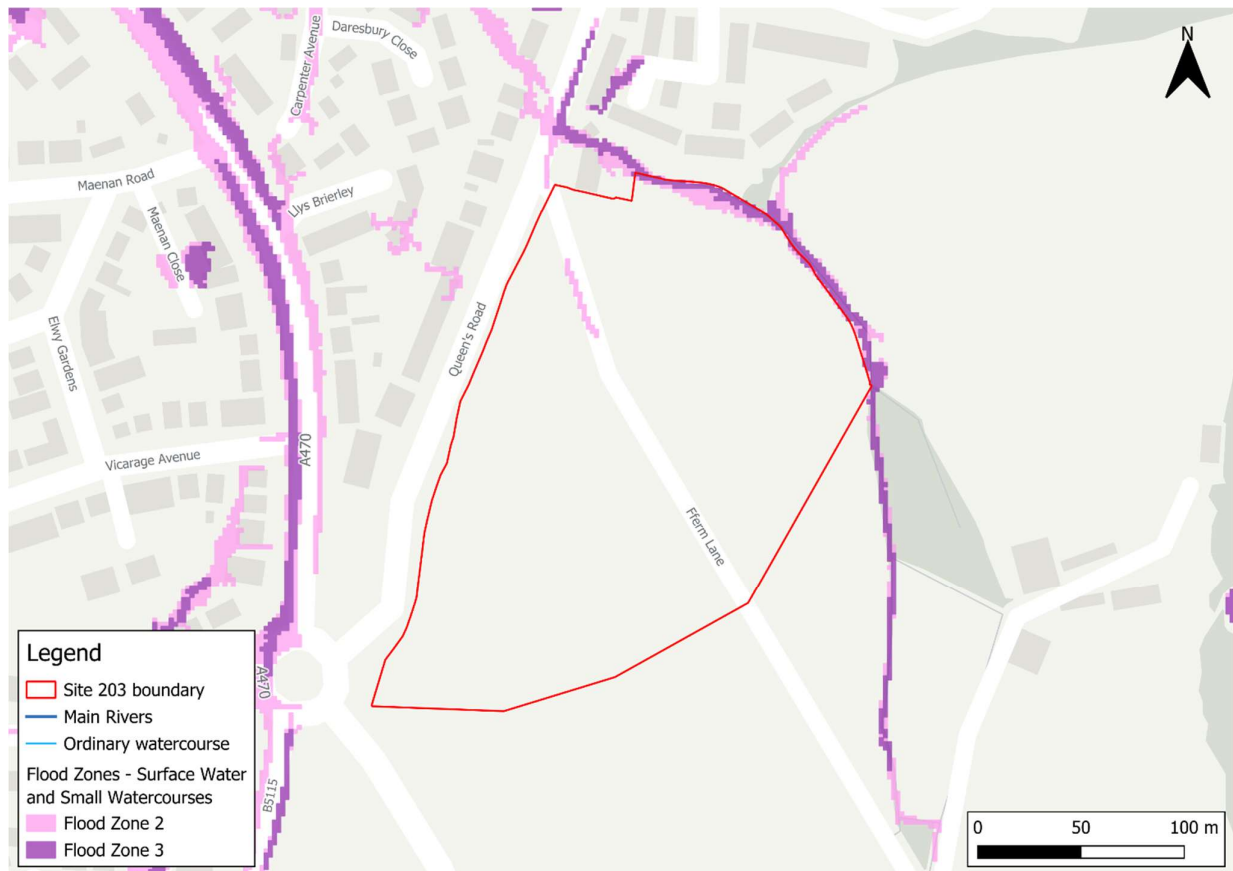 Daresbury Close
Carpenter Avenue
N
Maenan Road
Maenan Close
Llys Brierley
Elwy Gardens
Queen's Road
Vicarage Avenue
A470
Fferm Lane
A470
B5115
Legend
Site 203 boundary
Main Rivers
Ordinary watercourse
Flood Zones - Surface Water
and Small Watercourses
Flood Zone 2
Flood Zone 3
0 50 100 m